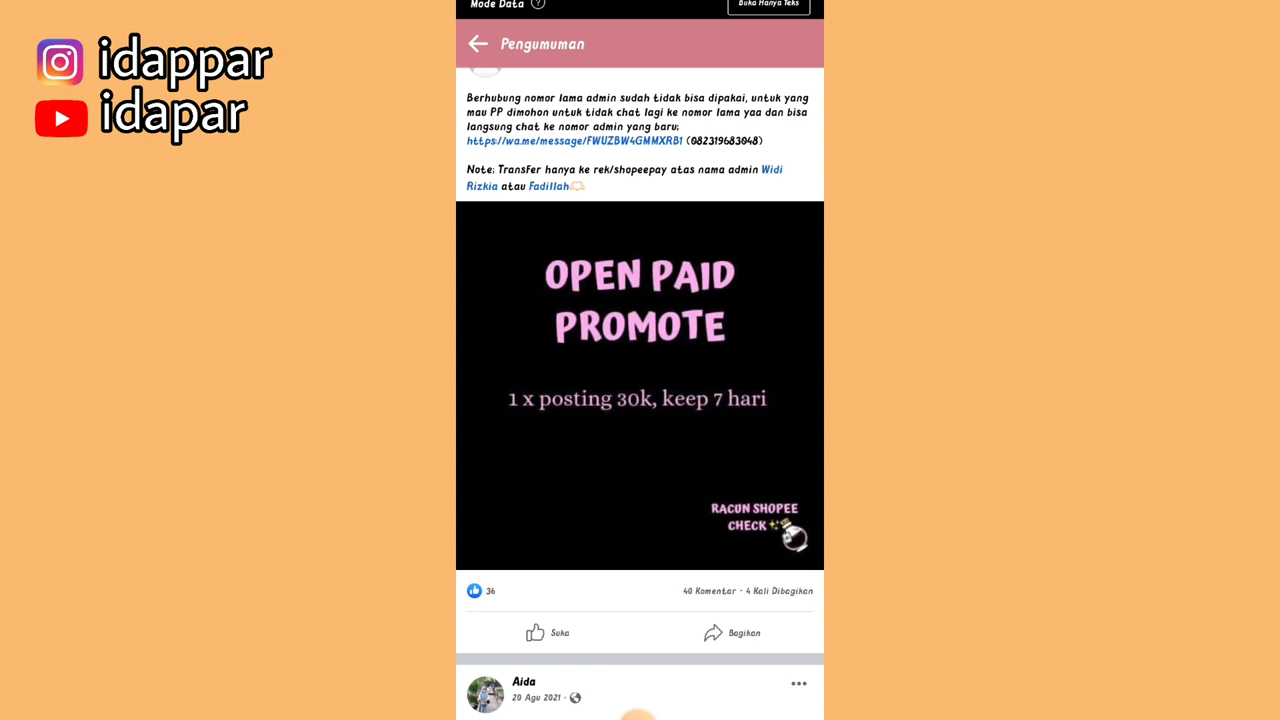 idappar
idapar
Mode Data ?
Buka Hanya Teks
Pengumuman
Berhubung nomor lama admin sudah tidak bisa dipakai, untuk yang
mau PP dimohon untuk tidak chat lagi ke nomor lama yaa dan bisa
langsung chat ke nomor admin yang baru;
https://wa.me/message/FWUZBW4GMMXRB1 (082319683048)
Note; Transfer hanya ke rek/shopeepay atas nama admin Widi
Rizkia atau Fadillah🫶🏻
OPEN PAID
PROMOTE
1 x posting 30k, keep 7 hari
RACUN SHOPEE
CHECK✨
36
40 Komentar • 4 Kali Dibagikan
Suka
Bagikan
Aida
20 Agu 2021 •